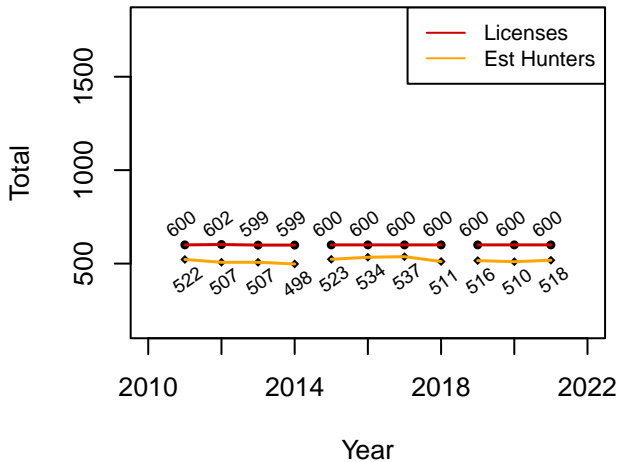 Licenses
Est Hunters
1500
1000
500
Total
600 602 599 599 600 600 600 600 600 600 600
522 507 507 498 523 534 537 511 516 510 518
2010 2014 2018 2022
Year